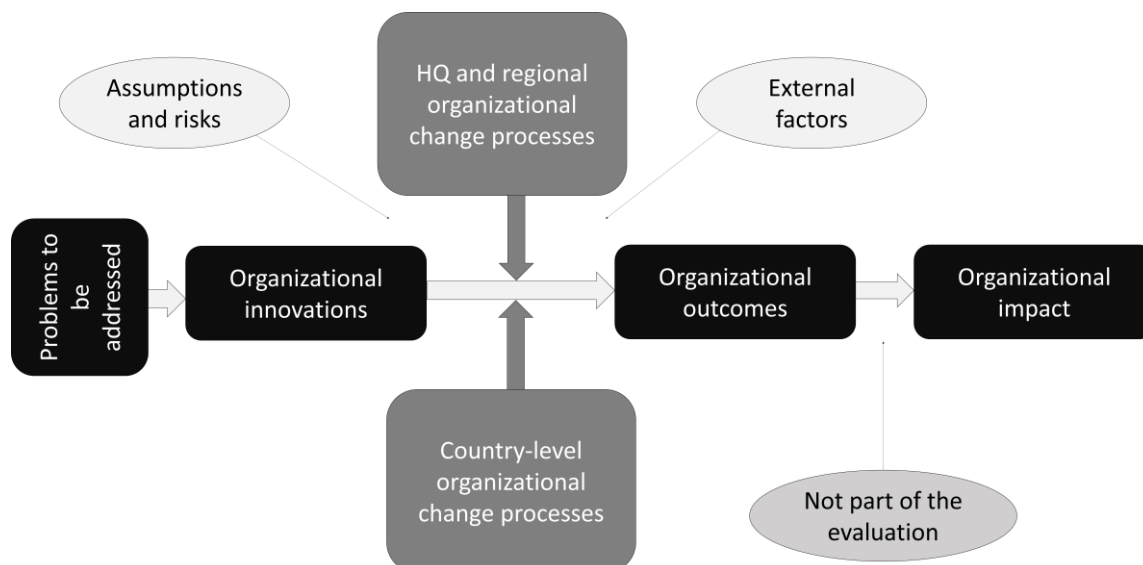 HQ and regional
organizational
change processes
Assumptions
and risks
External
factors
Problems to
be
addressed
Organizational
innovations
Organizational
outcomes
Organizational
impact
Country-level
organizational
change processes
Not part of the
evaluation